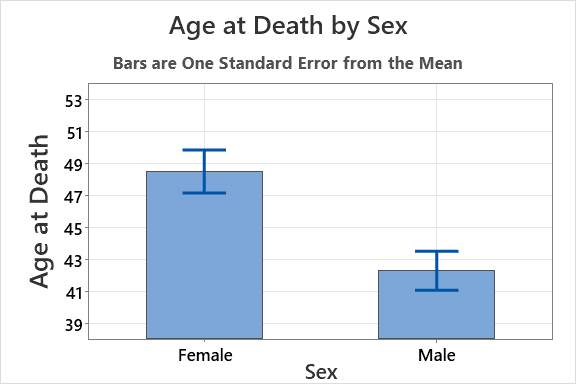 Age at Death by Sex
Bars are One Standard Error from the Mean
Age at Death
53
51
49
47
45
43
41
39
Female Male
Sex